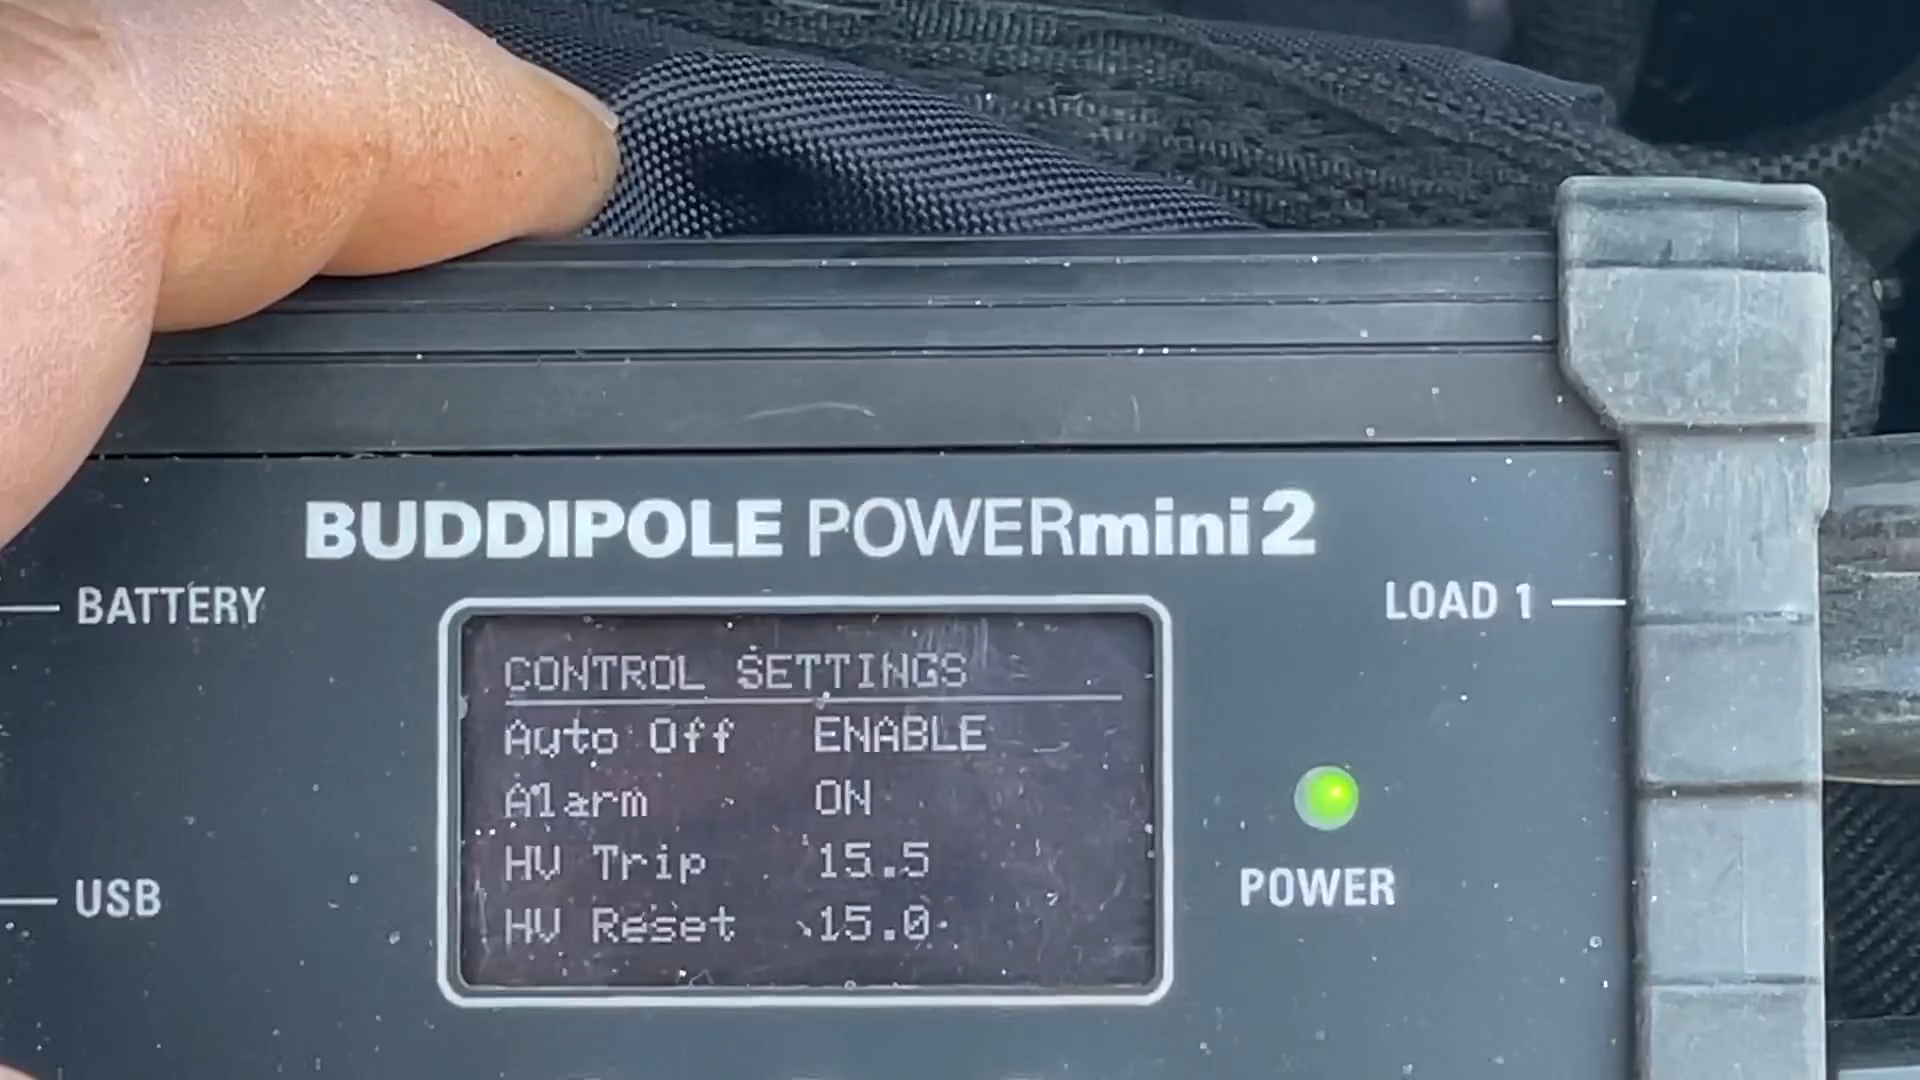 BUDDIPOLE POWERmini2
BATTERY
LOAD 1
CONTROL SETTINGS
Auto Off ENABLE
Alarm ON
HV Trip 15.5
HV Reset 15.0
USB
POWER